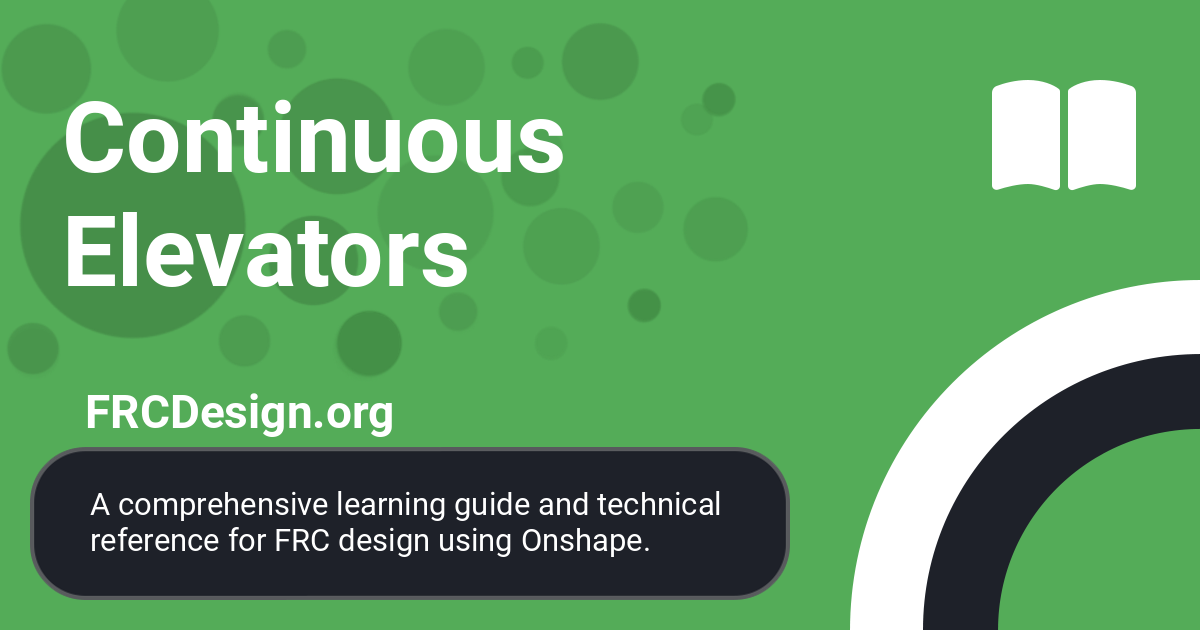 Continuous
Elevators
FRCDesign.org
A comprehensive learning guide and technical
reference for FRC design using Onshape.